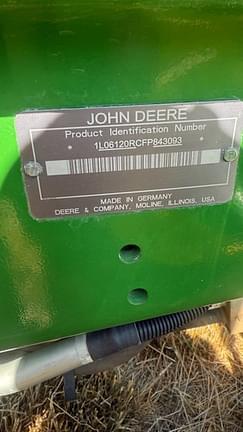 JOHN DEERE
Product Identification Number
* 1L06120RCFP843093 *
MADE IN GERMANY
DEERE & COMPANY, MOLINE, ILLINOIS, USA